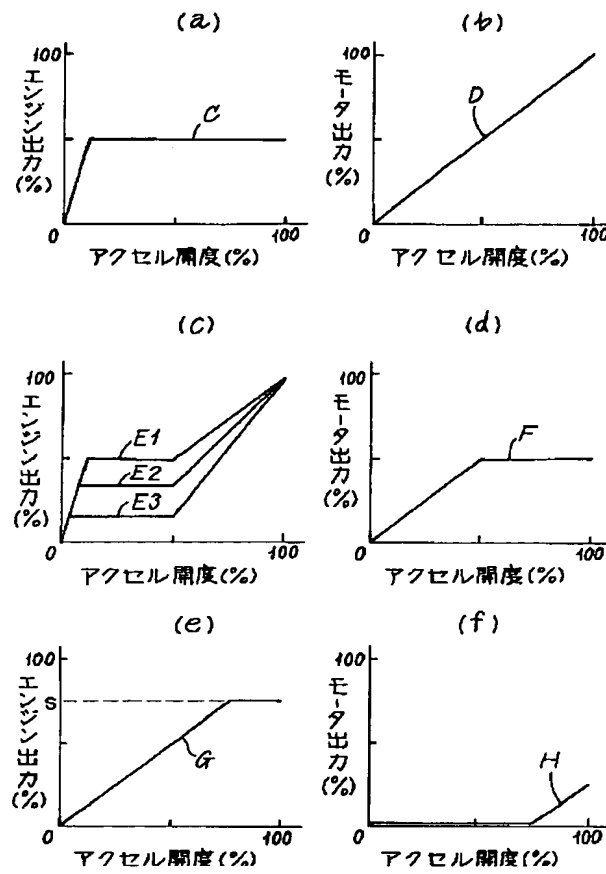 (a)
100
エンジン出力(%)
C
0
100
アクセル開度(%)
(b)
100
モータ出力(%)
D
0
100
アクセル開度(%)
(c)
100
エンジン出力(%)
E1
E2
E3
0
100
アクセル開度(%)
(d)
100
モータ出力(%)
F
0
100
アクセル開度(%)
(e)
100
エンジン出力(%)
S
G
0
100
アクセル開度(%)
(f)
100
モータ出力(%)
H
0
100
アクセル開度(%)